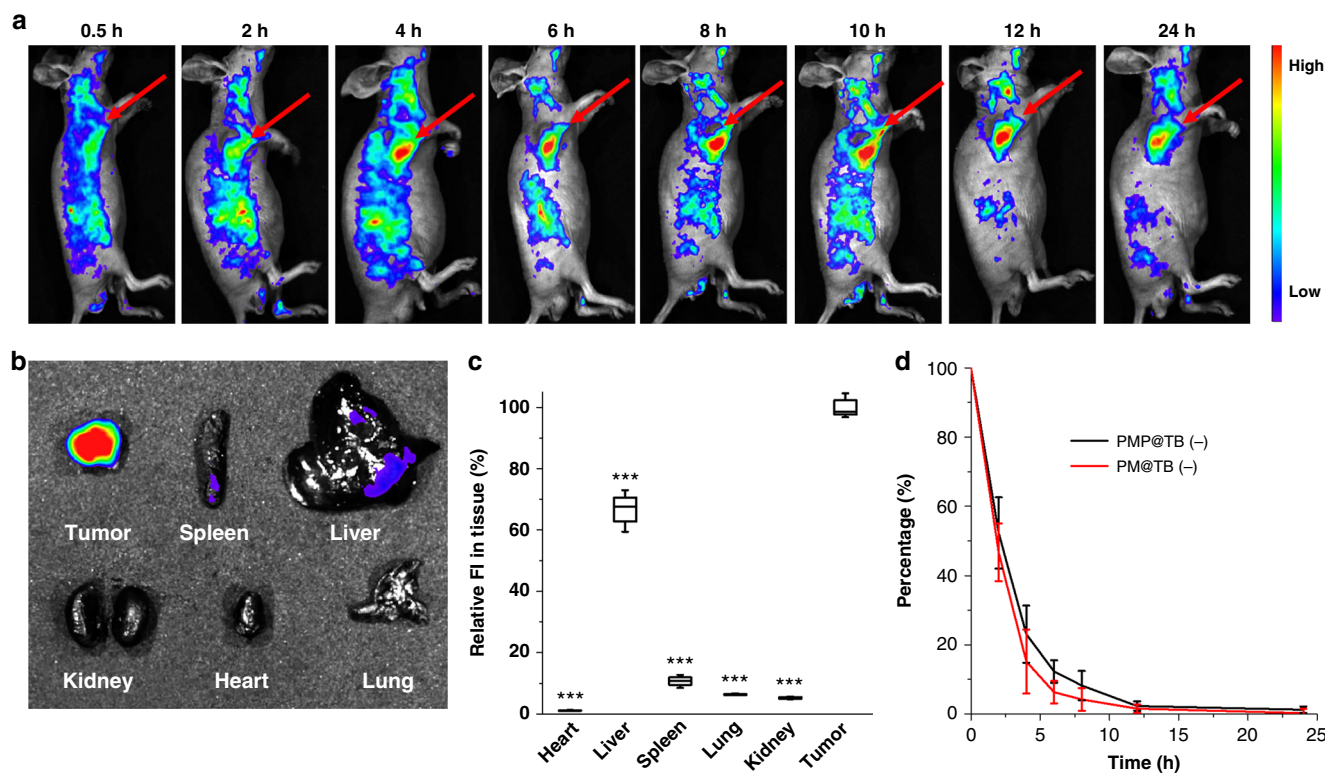 a
0.5 h 2 h 4 h 6 h 8 h 10 h 12 h 24 h
High
Low
b
Tumor Spleen Liver
Kidney Heart Lung
c
Relative FI in tissue (%)
100
80
60
40
20
0
***
***
***
***
***
Heart Liver Spleen Lung Kidney Tumor
d
Percentage (%)
100
80
60
40
20
0
PMP@TB (–)
PM@TB (–)
0 5 10 15 20 25
Time (h)